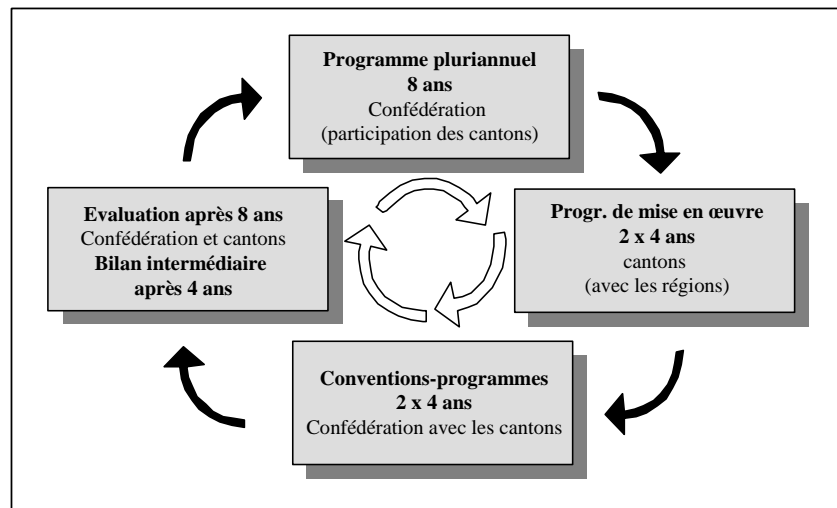 Programme pluriannuel
8 ans
Confédération
(participation des cantons)
Evaluation après 8 ans
Confédération et cantons
Bilan intermédiaire
après 4 ans
Progr. de mise en œuvre
2 x 4 ans
cantons
(avec les régions)
Conventions-programmes
2 x 4 ans
Confédération avec les cantons